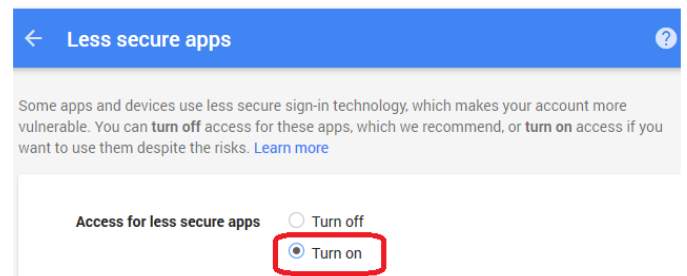 Less secure apps
Some apps and devices use less secure sign-in technology, which makes your account more
vulnerable. You can turn off access for these apps, which we recommend, or turn on access if you
want to use them despite the risks. Learn more
Access for less secure apps Turn off
Turn on